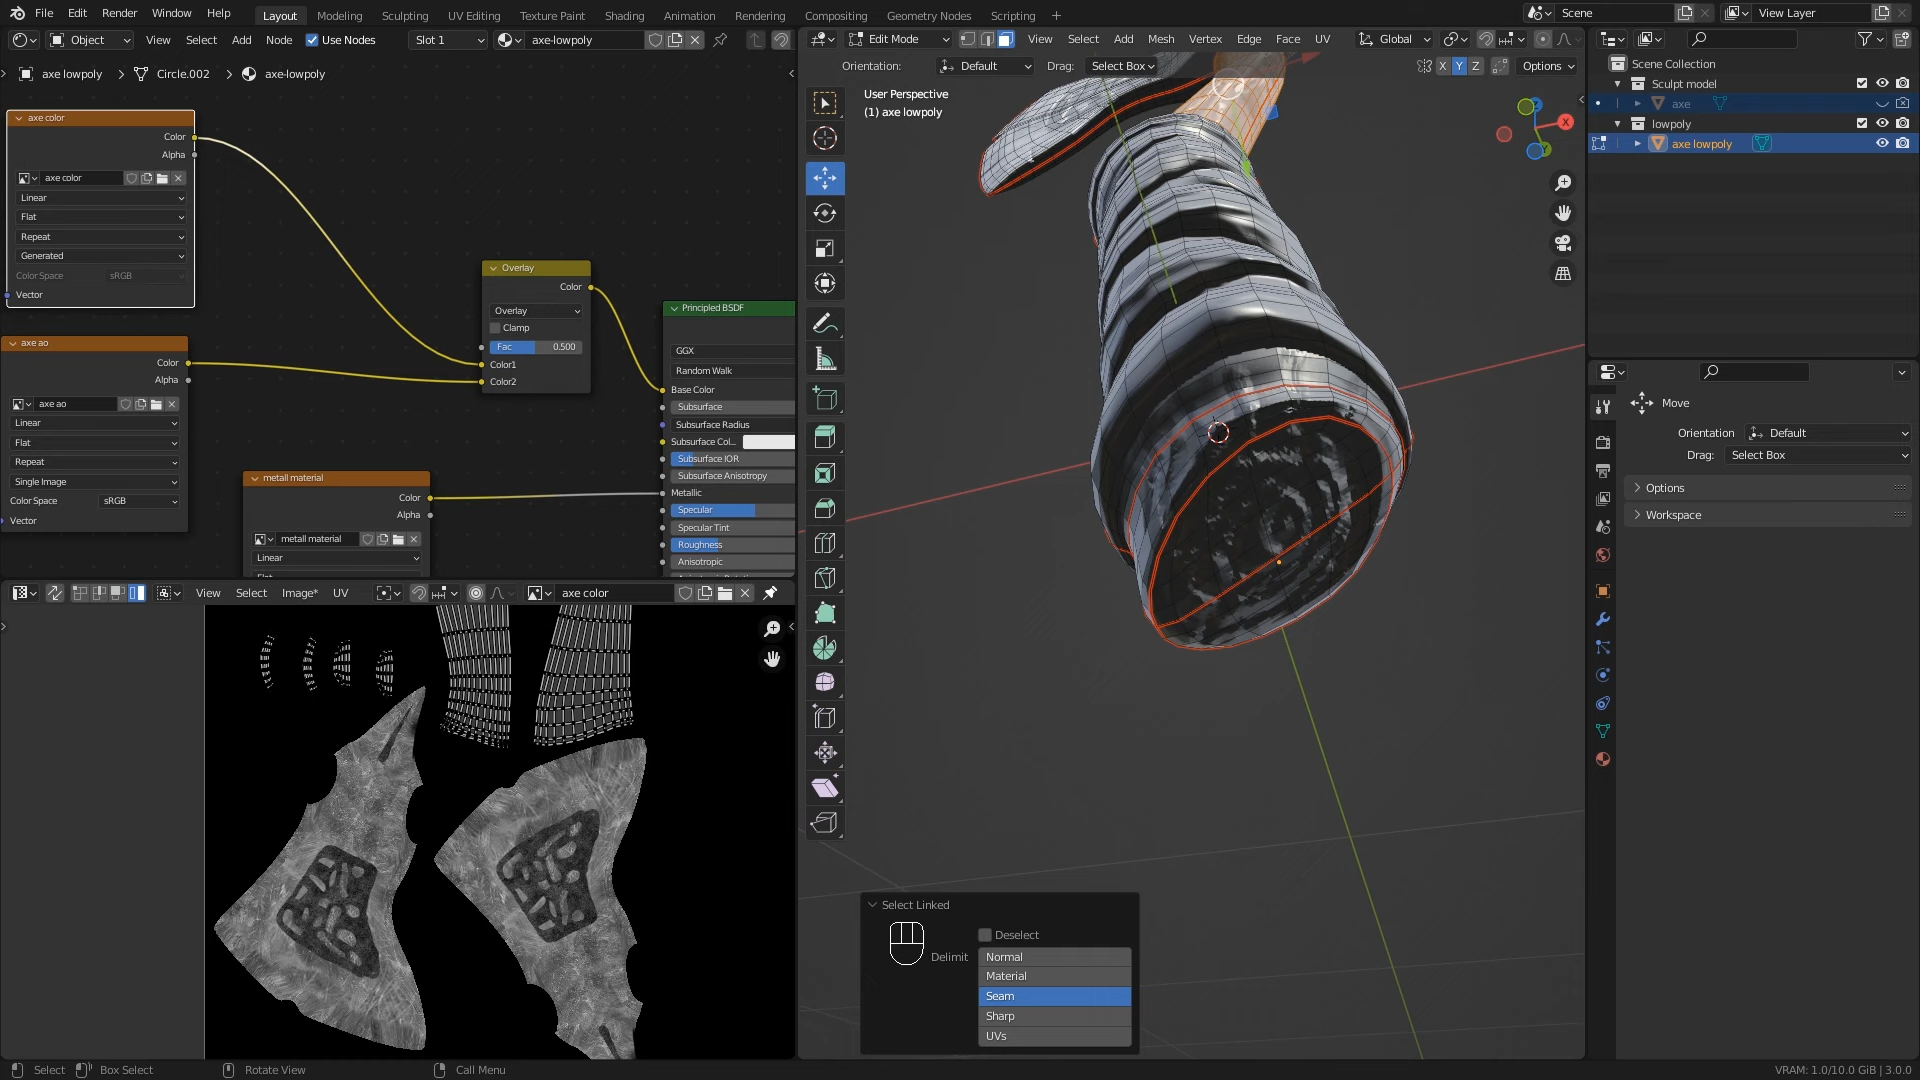 File Edit Render Window Help Layout Modeling Sculpting UV Editing Texture Paint Shading Animation Rendering Compositing Geometry Nodes Scripting + Scene View Layer
Object View Select Add Node Use Nodes Slot 1 axe-lowpoly
axe lowpoly > Circle.002 > axe-lowpoly
axe color
Color
Alpha
axe color
Linear
Flat
Repeat
Generated
Color Space sRGB
Vector
axe ao
Color
Alpha
axe ao
Linear
Flat
Repeat
Single Image
Color Space sRGB
Vector
Overlay
Color
Overlay
Clamp
Fac 0.500
Color1
Color2
metall material
Color
Alpha
metall material
Linear
Principled BSDF
GGX
Random Walk
Base Color
Subsurface
Subsurface Radius
Subsurface Col...
Subsurface IOR
Subsurface Anisotropy
Metallic
Specular
Specular Tint
Roughness
Anisotropic
View Select Image* UV axe color
Edit Mode View Select Add Mesh Vertex Edge Face UV Global
Orientation: Default Drag: Select Box X Y Z Options
User Perspective
(1) axe lowpoly
X
Select Linked
Deselect
Delimit Normal
Material
Seam
Sharp
UVs
Scene Collection
Sculpt model
axe
lowpoly
axe lowpoly
Move
Orientation Default
Drag: Select Box
Options
Workspace
Select Box Select Rotate View Call Menu VRAM: 1.0/10.0 GiB | 3.0.0